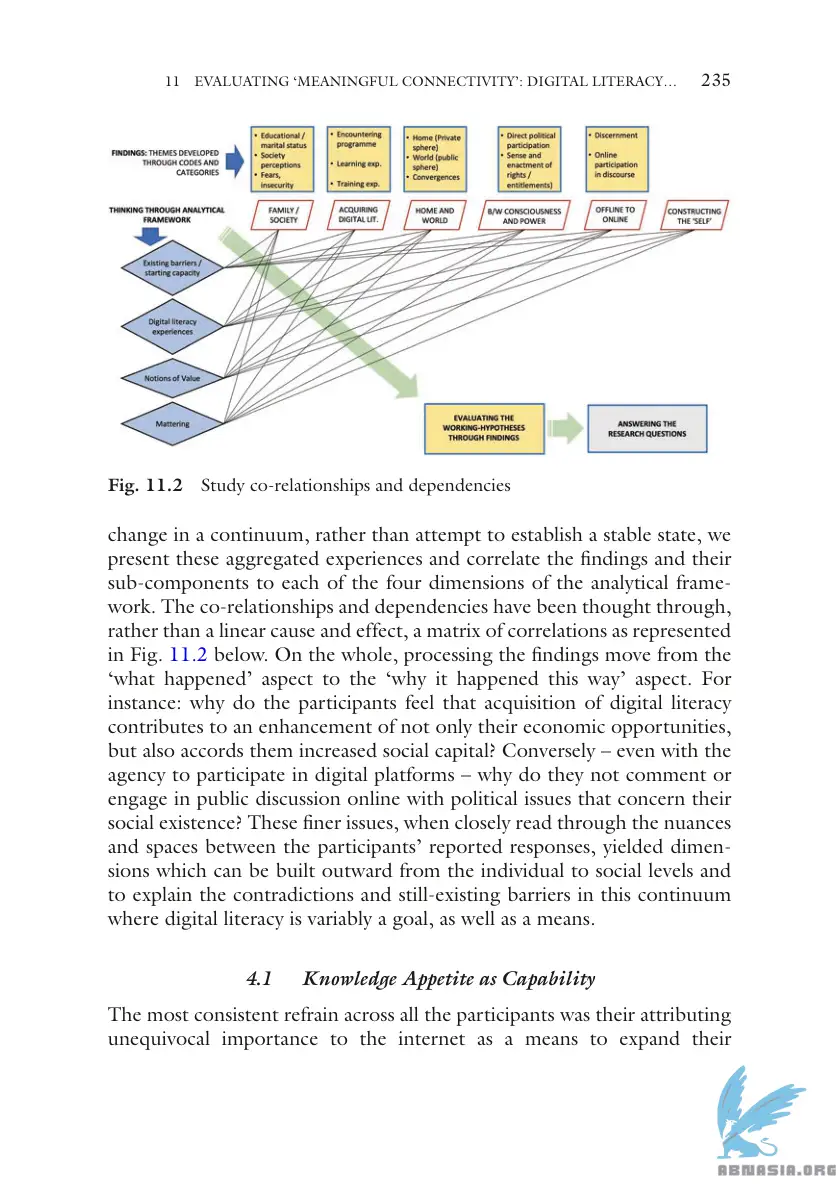 11 EVALUATING ‘MEANINGFUL CONNECTIVITY’: DIGITAL LITERACY… 235
FINDINGS: THEMES DEVELOPED
THROUGH CODES AND
CATEGORIES
• Educational /
marital status
• Society
perceptions
• Fears,
insecurity
• Encountering
programme
• Learning exp.
• Training exp.
• Home (Private
sphere)
• World (public
sphere)
• Convergences
• Direct political
participation
• Sense and
enactment of
rights /
entitlements)
• Discernment
• Online
participation
in discourse
THINKING THROUGH ANALYTICAL
FRAMEWORK
FAMILY /
SOCIETY
ACQUIRING
DIGITAL LIT.
HOME AND
WORLD
B/W CONSCIOUSNESS
AND POWER
OFFLINE TO
ONLINE
CONSTRUCTING
THE ‘SELF’
Existing barriers /
starting capacity
Digital literacy
experiences
Notions of Value
Mattering
EVALUATING THE
WORKING-HYPOTHESES
THROUGH FINDINGS
ANSWERING THE
RESEARCH QUESTIONS
Fig. 11.2 Study co-relationships and dependencies
change in a continuum, rather than attempt to establish a stable state, we
present these aggregated experiences and correlate the findings and their
sub-components to each of the four dimensions of the analytical frame-
work. The co-relationships and dependencies have been thought through,
rather than a linear cause and effect, a matrix of correlations as represented
in Fig. 11.2 below. On the whole, processing the findings move from the
‘what happened’ aspect to the ‘why it happened this way’ aspect. For
instance: why do the participants feel that acquisition of digital literacy
contributes to an enhancement of not only their economic opportunities,
but also accords them increased social capital? Conversely – even with the
agency to participate in digital platforms – why do they not comment or
engage in public discussion online with political issues that concern their
social existence? These finer issues, when closely read through the nuances
and spaces between the participants’ reported responses, yielded dimen-
sions which can be built outward from the individual to social levels and
to explain the contradictions and still-existing barriers in this continuum
where digital literacy is variably a goal, as well as a means.
4.1 Knowledge Appetite as Capability
The most consistent refrain across all the participants was their attributing
unequivocal importance to the internet as a means to expand their
ABNASIA.ORG